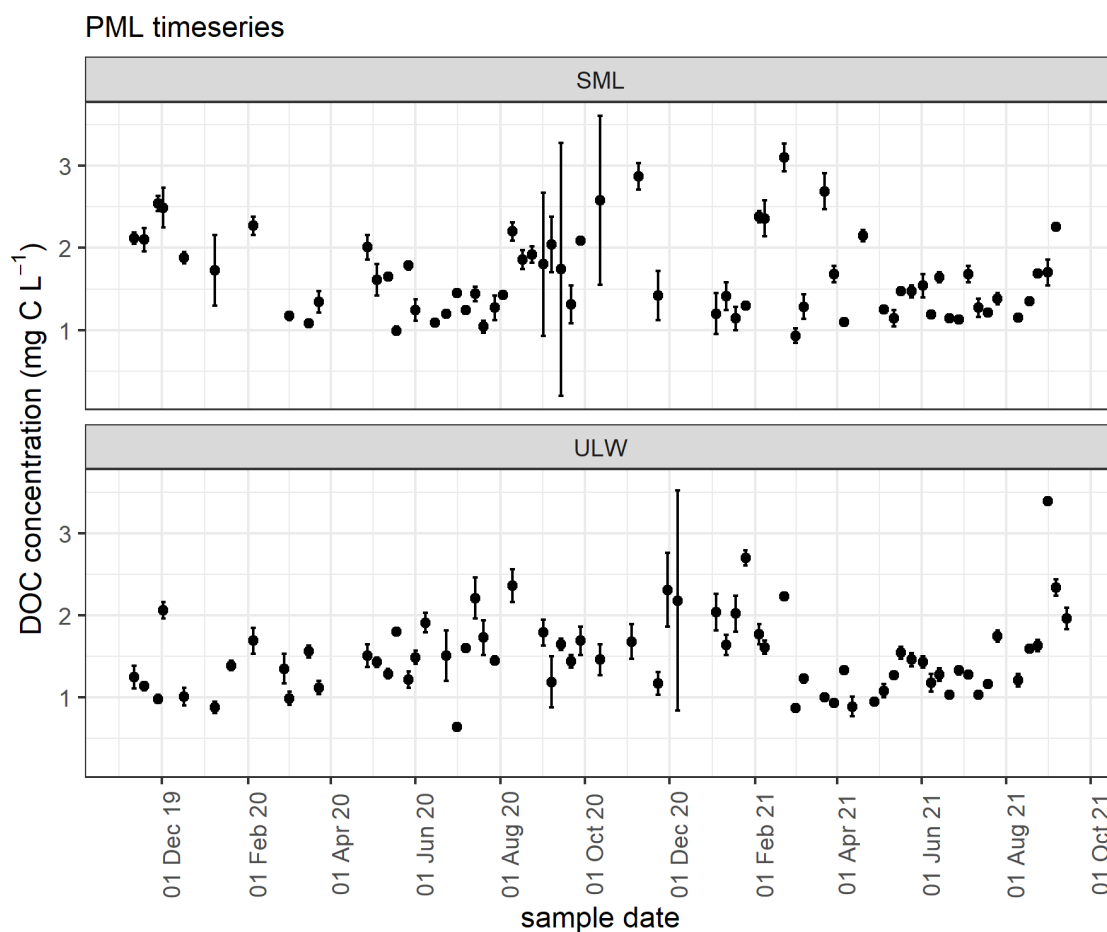 PML timeseries
SML
3
2
1
ULW
3
2
1
DOC concentration (mg C L⁻¹)
01 Dec 19
01 Feb 20
01 Apr 20
01 Jun 20
01 Aug 20
01 Oct 20
01 Dec 20
01 Feb 21
01 Apr 21
01 Jun 21
01 Aug 21
01 Oct 21
sample date